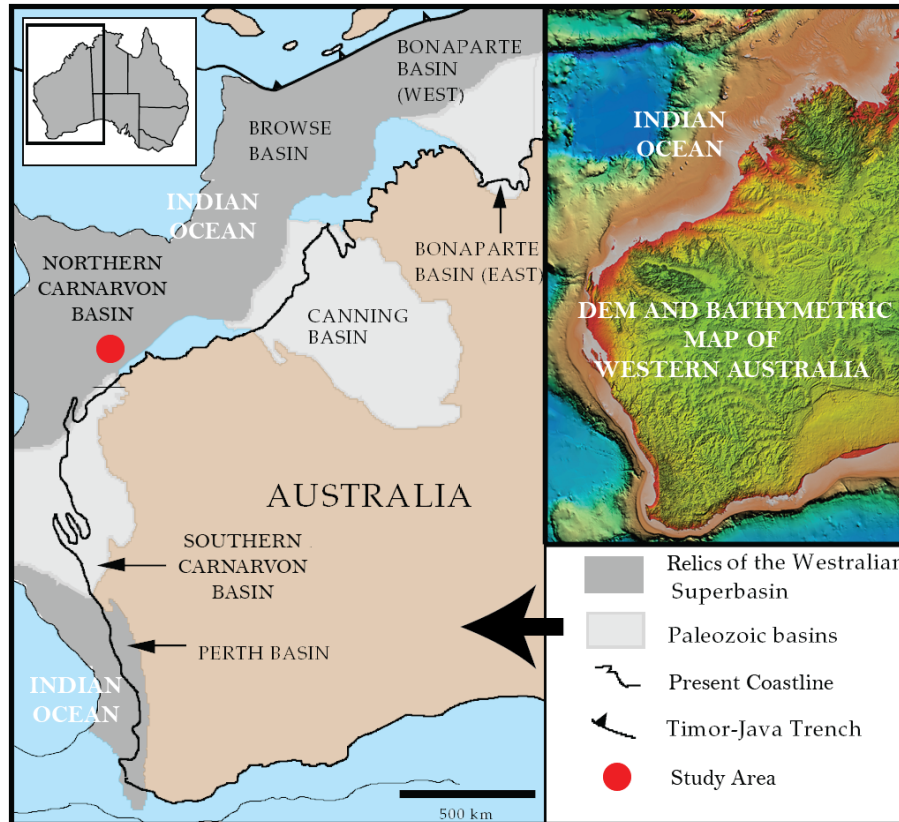 BONAPARTE
BASIN
(WEST)
BROWSE
BASIN
INDIAN
OCEAN
NORTHERN
CARNARVON
BASIN
BONAPARTE
BASIN (EAST)
CANNING
BASIN
AUSTRALIA
SOUTHERN
CARNARVON
BASIN
PERTH BASIN
INDIAN
OCEAN
500 km
INDIAN
OCEAN
DEM AND BATHYMETRIC
MAP OF
WESTERN AUSTRALIA
Relics of the Westralian
Superbasin
Paleozoic basins
Present Coastline
Timor-Java Trench
Study Area